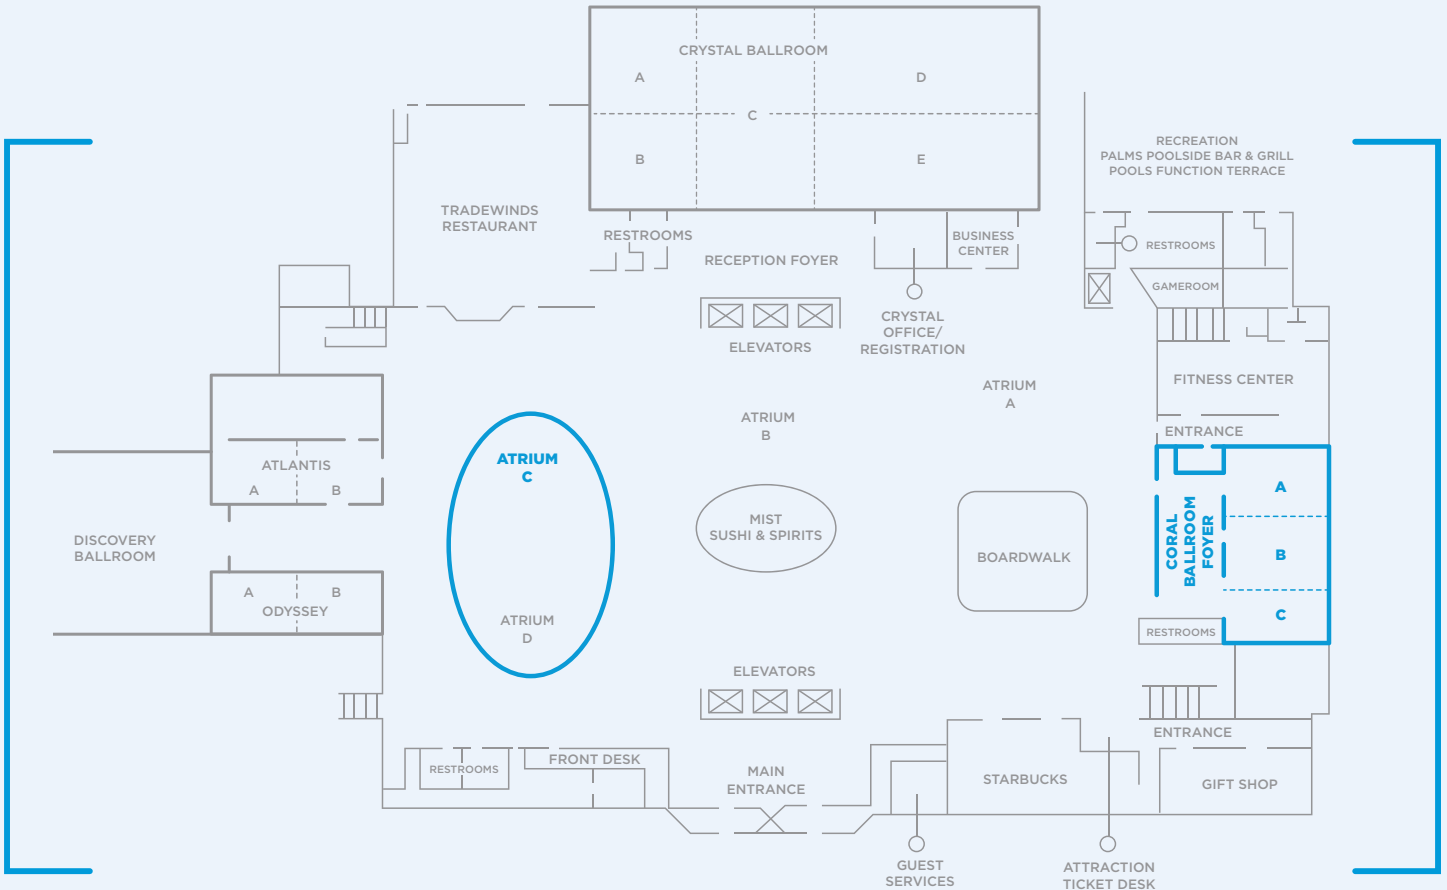 CRYSTAL BALLROOM
A
D
C
B
E
RECREATION
PALMS POOLSIDE BAR & GRILL
POOLS FUNCTION TERRACE
TRADEWINDS
RESTAURANT
RESTROOMS
RECEPTION FOYER
BUSINESS
CENTER
RESTROOMS
GAMEROOM
CRYSTAL
OFFICE/
REGISTRATION
ELEVATORS
FITNESS CENTER
ATRIUM
A
ATRIUM
B
ENTRANCE
ATRIUM
C
ATLANTIS
A
B
A
CORAL
BALLROOM
FOYER
B
C
MIST
SUSHI & SPIRITS
BOARDWALK
DISCOVERY
BALLROOM
A
B
ODYSSEY
ATRIUM
D
RESTROOMS
ELEVATORS
ENTRANCE
RESTROOMS
FRONT DESK
MAIN
ENTRANCE
STARBUCKS
GIFT SHOP
GUEST
SERVICES
ATTRACTION
TICKET DESK